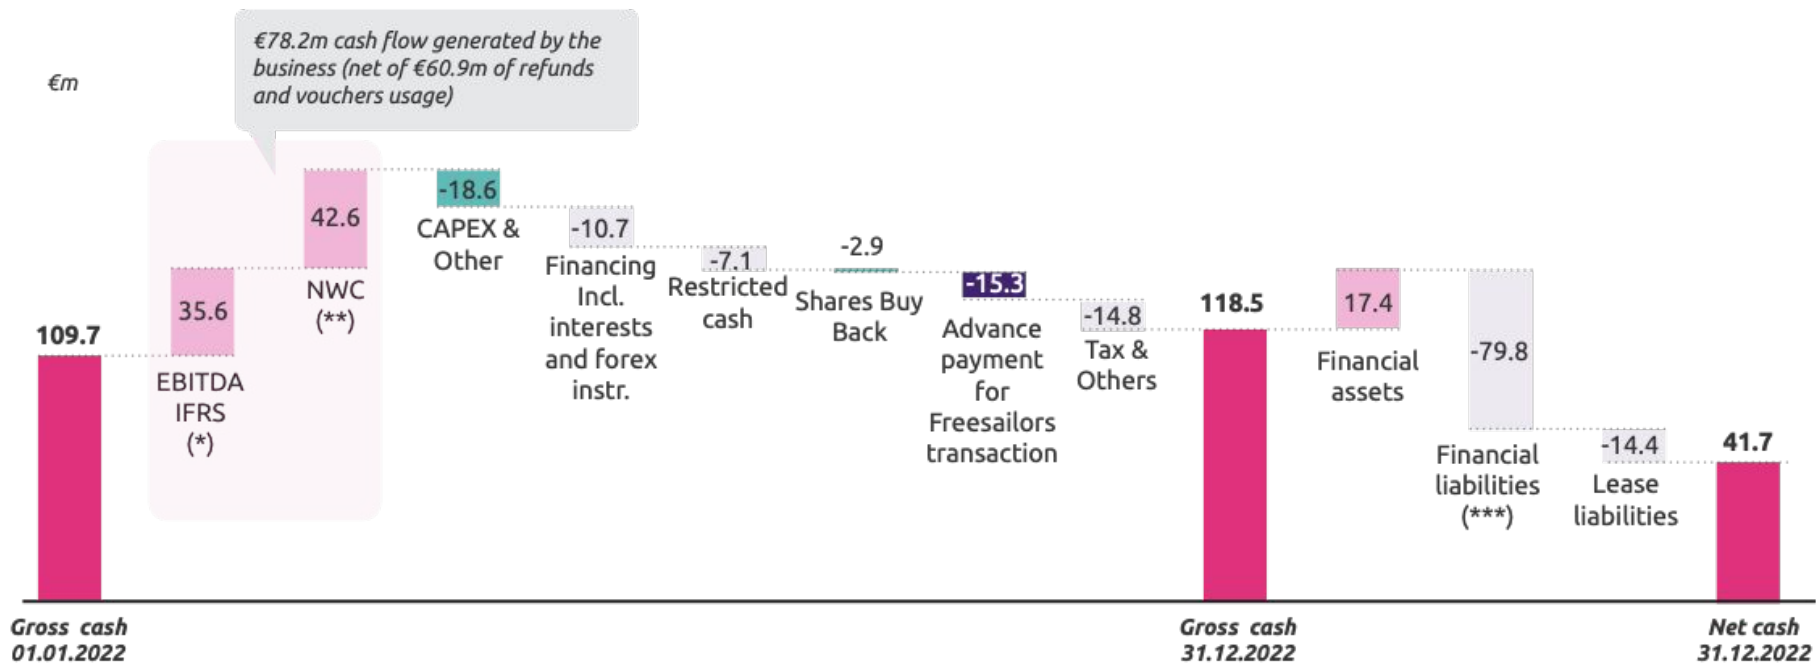 €78.2m cash flow generated by the
business (net of €60.9m of refunds
and vouchers usage)
€m
109.7
35.6
EBITDA
IFRS
(*)
42.6
NWC
(**)
-18.6
CAPEX &
Other
-10.7
Financing
Incl.
interests
and forex
instr.
-7.1
Restricted
cash
-2.9
Shares Buy
Back
-15.3
Advance
payment
for
Freesailors
transaction
-14.8
Tax &
Others
118.5
17.4
Financial
assets
-79.8
Financial
liabilities
(***)
-14.4
Lease
liabilities
41.7
Gross cash
01.01.2022
Gross cash
31.12.2022
Net cash
31.12.2022